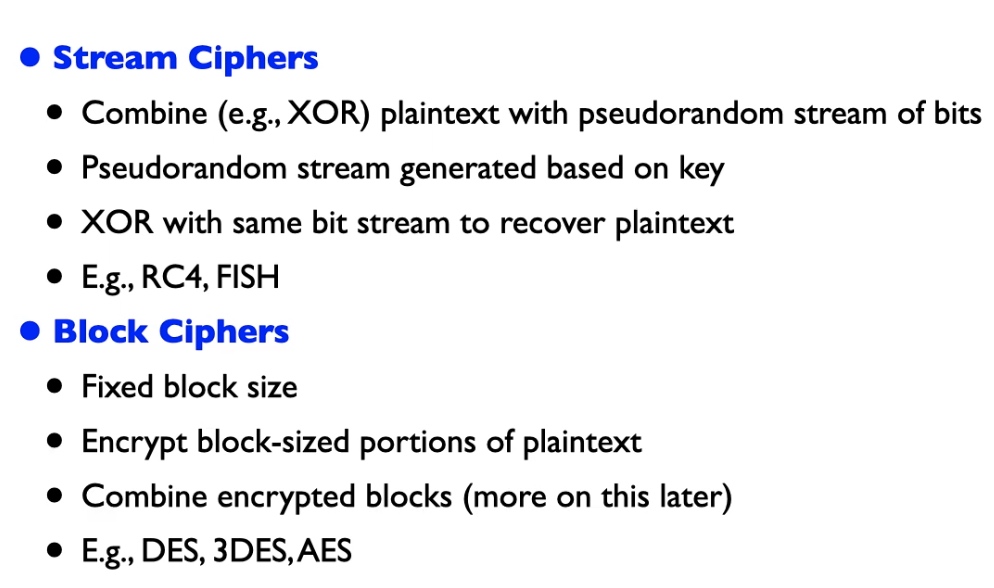 ● Stream Ciphers
● Combine (e.g., XOR) plaintext with pseudorandom stream of bits
● Pseudorandom stream generated based on key
● XOR with same bit stream to recover plaintext
● E.g., RC4, FISH
● Block Ciphers
● Fixed block size
● Encrypt block-sized portions of plaintext
● Combine encrypted blocks (more on this later)
● E.g., DES, 3DES, AES